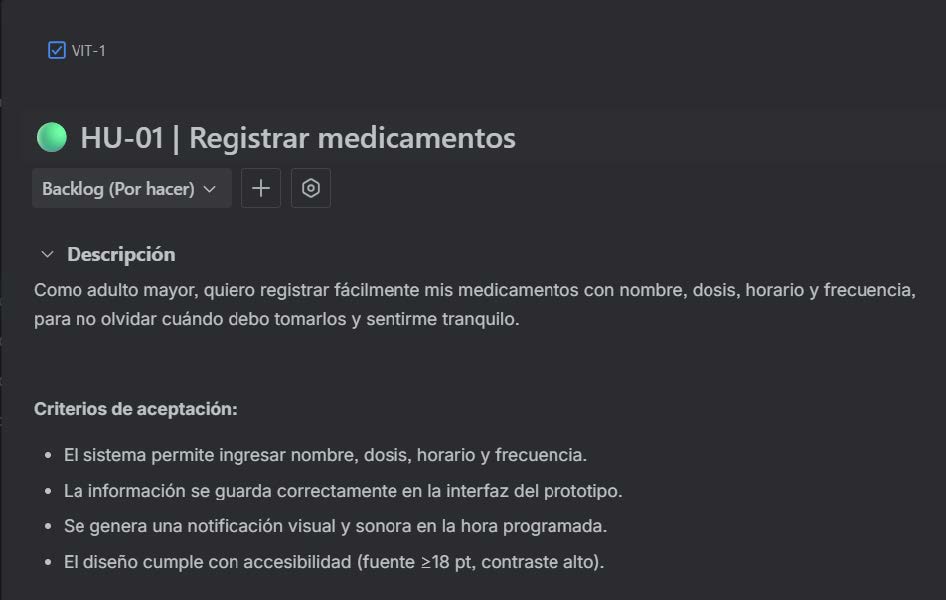 VIT-1
HU-01 | Registrar medicamentos
Backlog (Por hacer)
Descripción
Como adulto mayor, quiero registrar fácilmente mis medicamentos con nombre, dosis, horario y frecuencia,
para no olvidar cuándo debo tomarlos y sentirme tranquilo.
Criterios de aceptación:
• El sistema permite ingresar nombre, dosis, horario y frecuencia.
• La información se guarda correctamente en la interfaz del prototipo.
• Se genera una notificación visual y sonora en la hora programada.
• El diseño cumple con accesibilidad (fuente ≥18 pt, contraste alto).